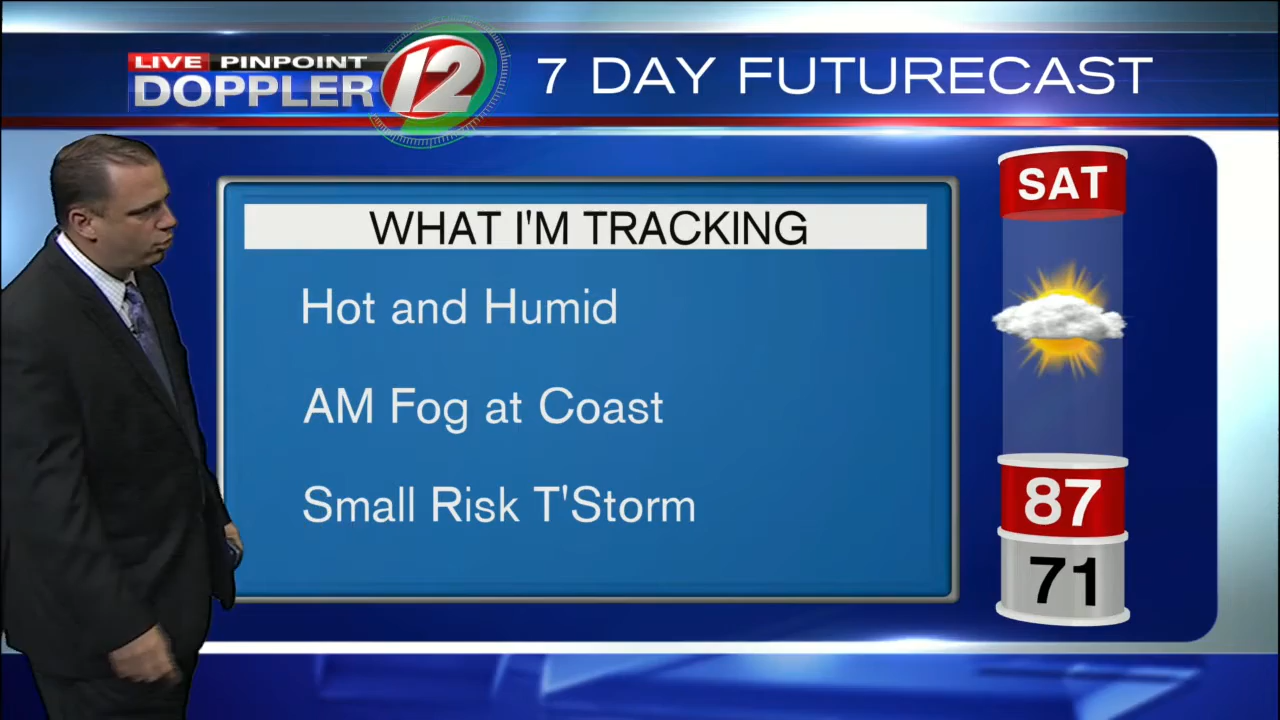 LIVE PINPOINT
DOPPLER 12
7 DAY FUTURECAST
WHAT I'M TRACKING
Hot and Humid
AM Fog at Coast
Small Risk T'Storm
SAT
87
71